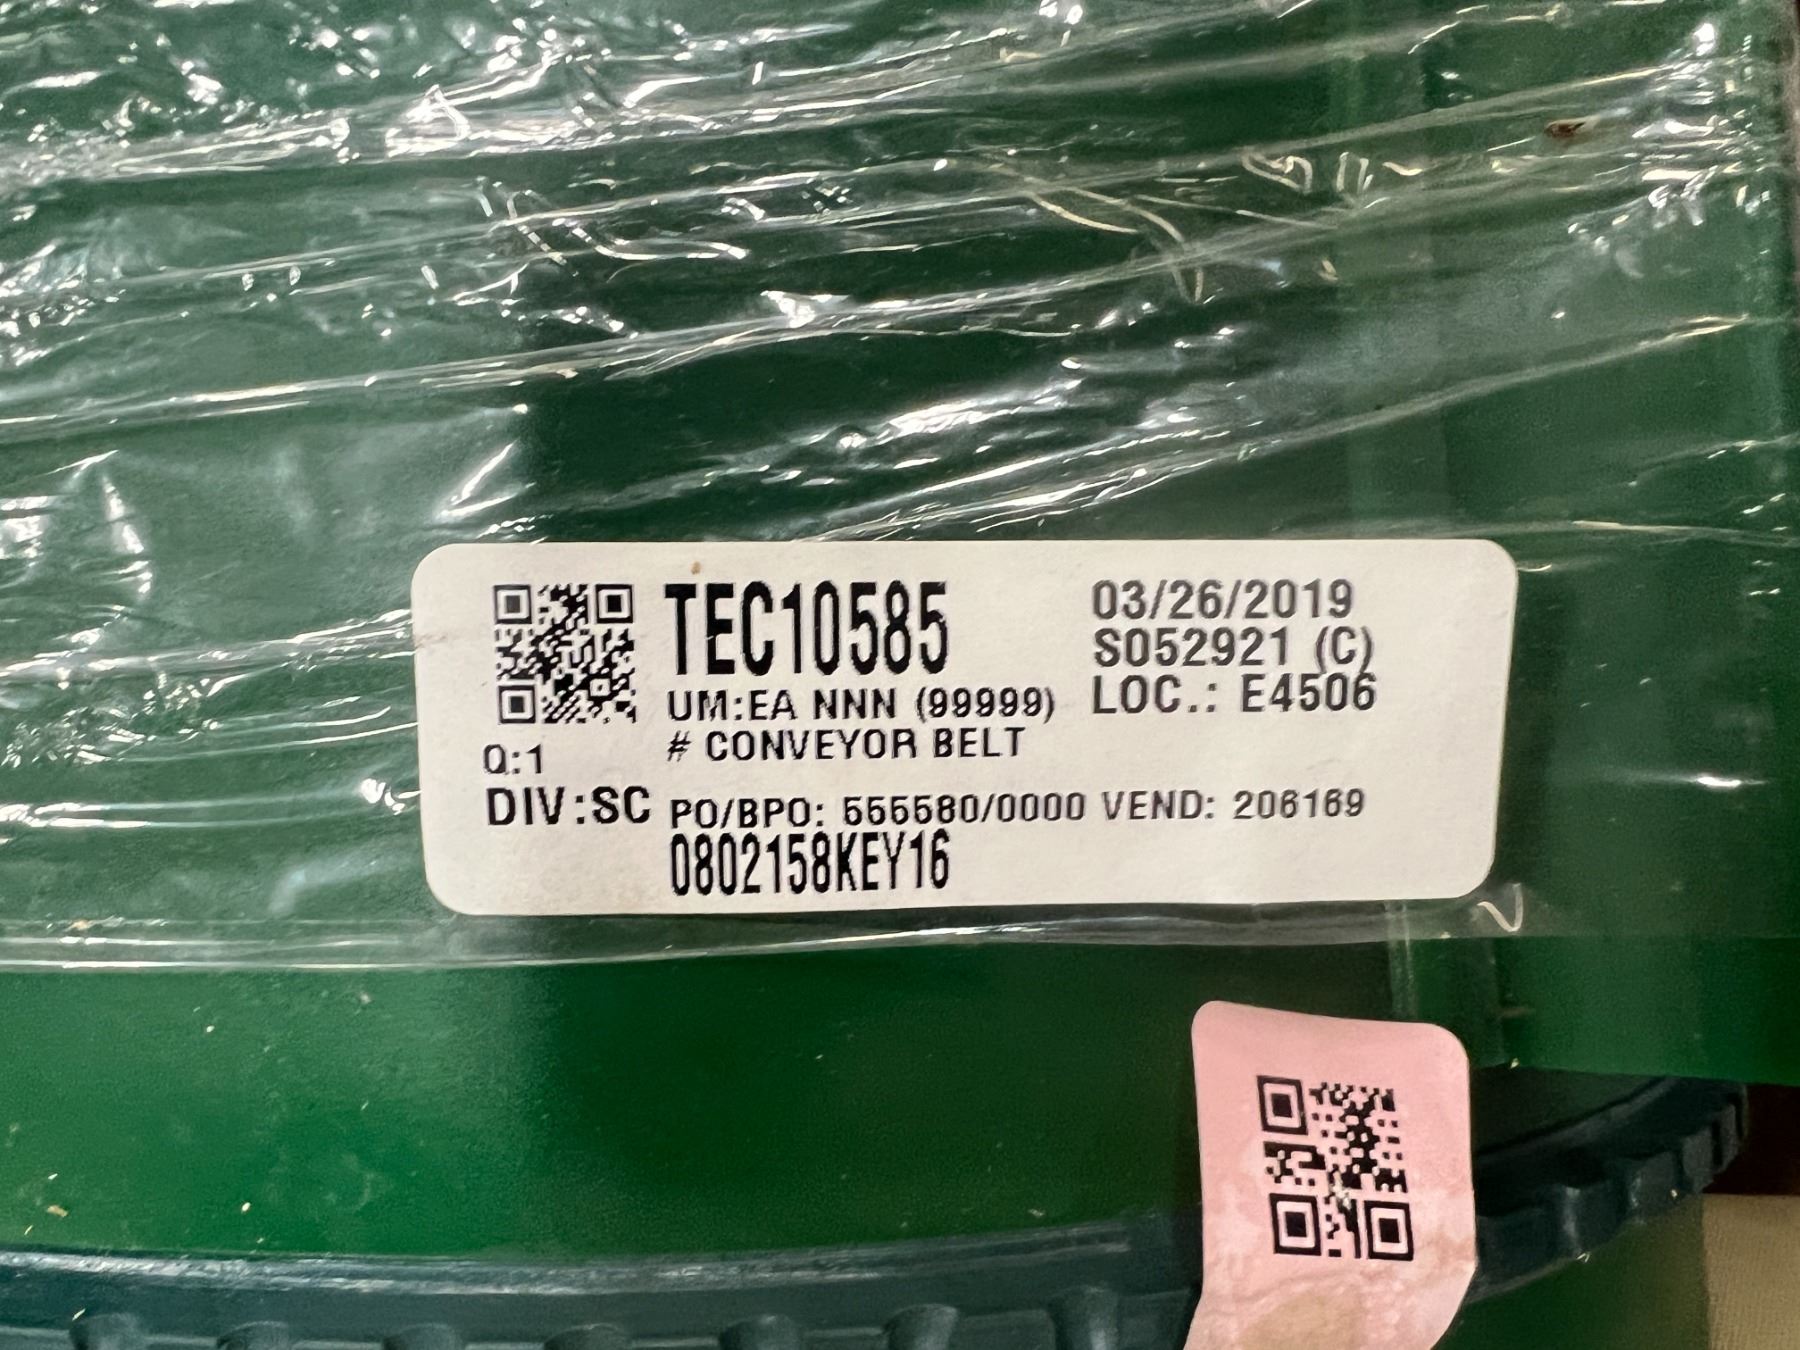 TEC10585
03/26/2019
S052921 (C)
UM:EA NNN (99999)
LOC.: E4506
# CONVEYOR BELT
Q:1
DIV:SC
PO/BPO: 555580/0000 VEND: 206169
0802158KEY16